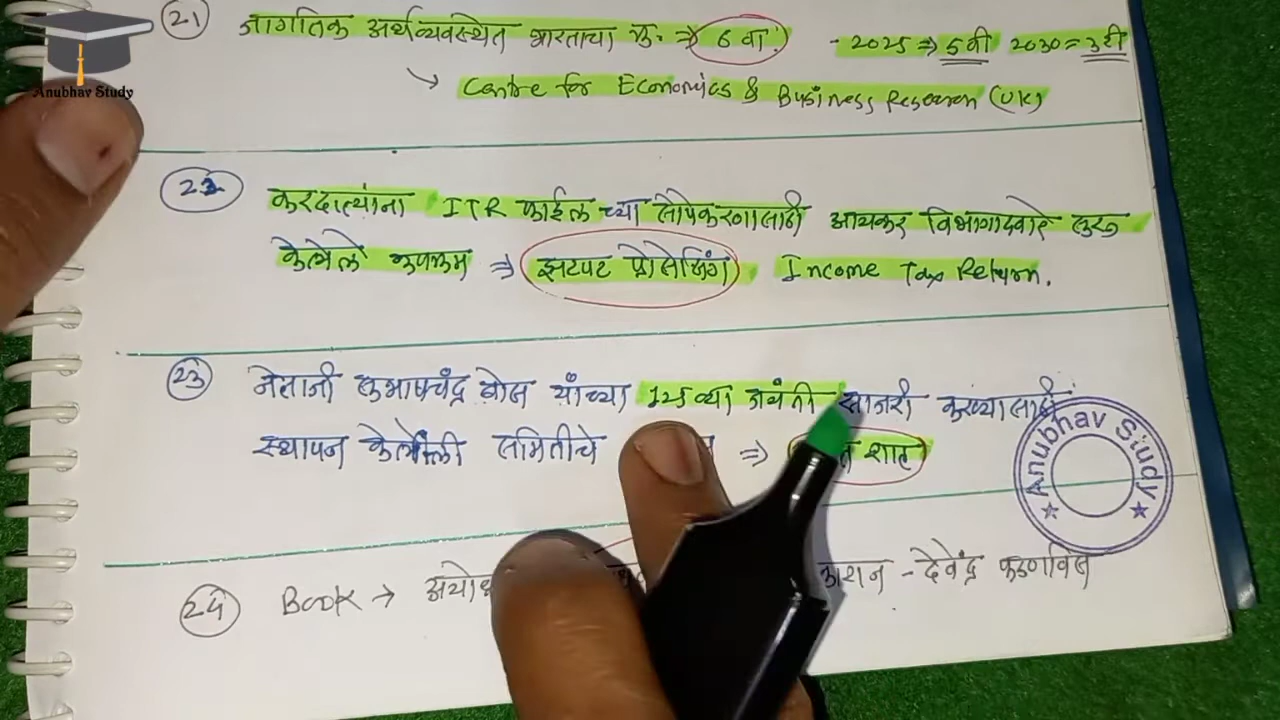 21 जागतिक अर्थव्यवस्थेत भारताचा क्र. ⇒ 6 वा. - 2025 ⇒ 5वी 2030 = 3री
→ Centre for Economics & Business Research (UK)
Anubhav Study
22 करदात्यांना ITR फाईल च्या सोपेकरणासाठी आयकर विभागाद्वारे सुरु
केलेले उपक्रम ⇒ झटपट प्रोसेसिंग Income Tax Return.
23 नेताजी सुभाषचंद्र बोस यांच्या 125 व्या जयंती साजरी करण्यासाठी
स्थापन केलेली समितीचे ⇒ शाह
Anubhav Study
24 Book → - देवेंद्र फडणवीस